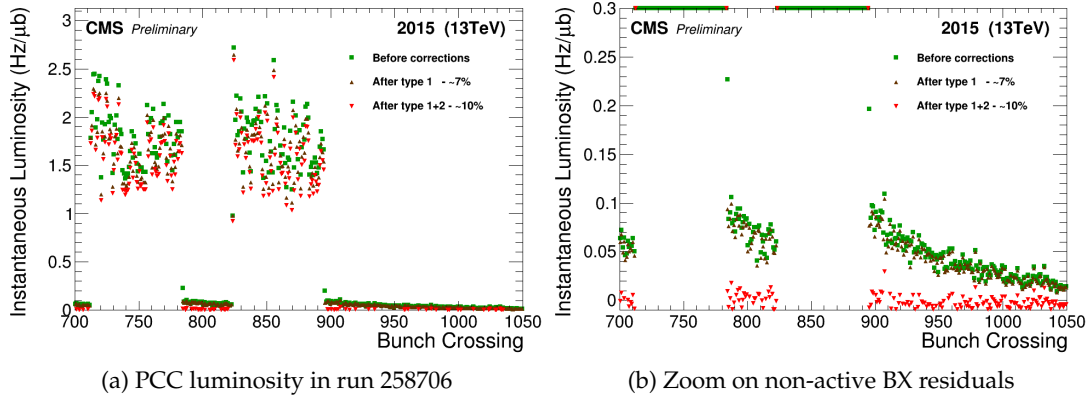 CMS Preliminary 2015 (13TeV)
Before corrections
After type 1 - ~7%
After type 1+2 - ~10%
Instantaneous Luminosity (Hz/μb)
3
2.5
2
1.5
1
0.5
0
700 750 800 850 900 950 1000 1050
Bunch Crossing
(a) PCC luminosity in run 258706
CMS Preliminary 2015 (13TeV)
Before corrections
After type 1 - ~7%
After type 1+2 - ~10%
Instantaneous Luminosity (Hz/μb)
0.3
0.25
0.2
0.15
0.1
0.05
0
700 750 800 850 900 950 1000 1050
Bunch Crossing
(b) Zoom on non-active BX residuals